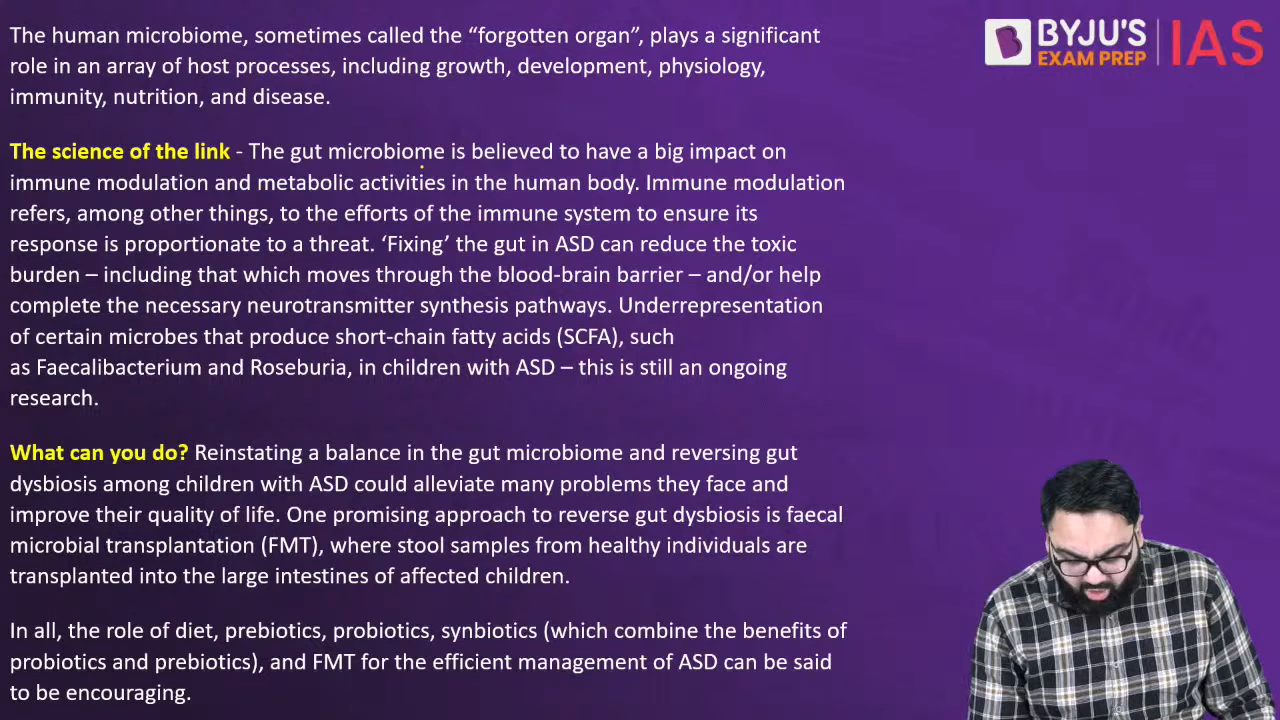 The human microbiome, sometimes called the “forgotten organ”, plays a significant
role in an array of host processes, including growth, development, physiology,
immunity, nutrition, and disease.
The science of the link - The gut microbiome is believed to have a big impact on
immune modulation and metabolic activities in the human body. Immune modulation
refers, among other things, to the efforts of the immune system to ensure its
response is proportionate to a threat. ‘Fixing’ the gut in ASD can reduce the toxic
burden – including that which moves through the blood-brain barrier – and/or help
complete the necessary neurotransmitter synthesis pathways. Underrepresentation
of certain microbes that produce short-chain fatty acids (SCFA), such
as Faecalibacterium and Roseburia, in children with ASD – this is still an ongoing
research.
What can you do? Reinstating a balance in the gut microbiome and reversing gut
dysbiosis among children with ASD could alleviate many problems they face and
improve their quality of life. One promising approach to reverse gut dysbiosis is faecal
microbial transplantation (FMT), where stool samples from healthy individuals are
transplanted into the large intestines of affected children.
In all, the role of diet, prebiotics, probiotics, synbiotics (which combine the benefits of
probiotics and prebiotics), and FMT for the efficient management of ASD can be said
to be encouraging.
BYJU'S
EXAM PREP
IAS